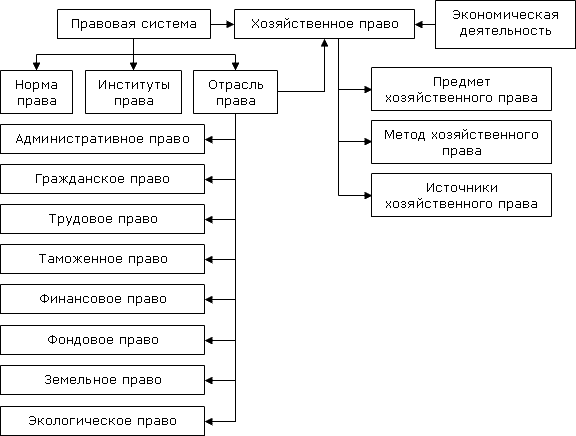 Правовая система
Хозяйственное право
Экономическая
деятельность
Норма
права
Институты
права
Отрасль
права
Предмет
хозяйственного права
Метод хозяйственного
права
Источники
хозяйственного права
Административное право
Гражданское право
Трудовое право
Таможенное право
Финансовое право
Фондовое право
Земельное право
Экологическое право